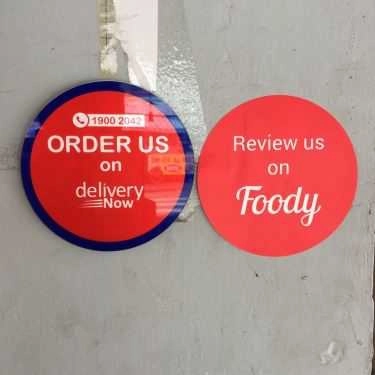 1900 2042
ORDER US
on
delivery
Now
Review us
on
Foody